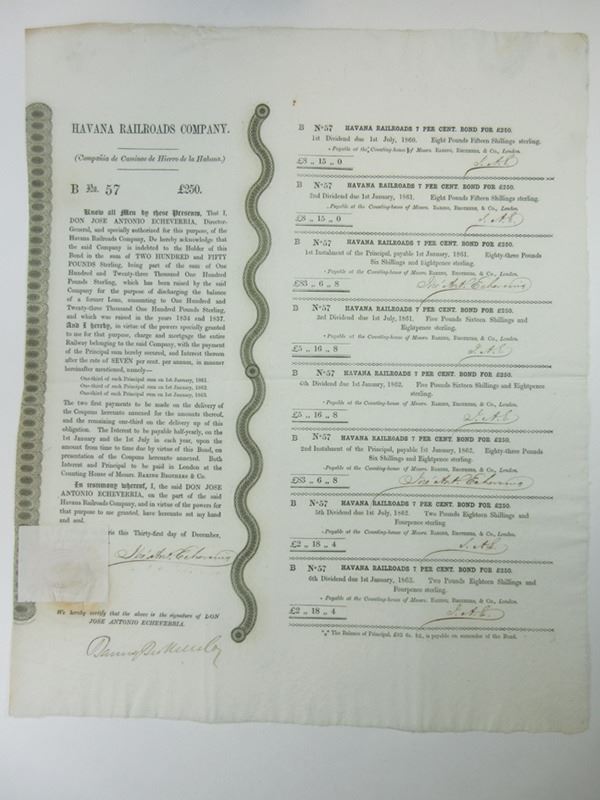 HAVANA RAILROADS COMPANY.
(Compañia de Caminos de Hierro de la Habana.)
B No. 57 £250.
Know all Men by these Presents, That I,
DON JOSE ANTONIO ECHEVERRIA, Director-
General, and specially authorized for this purpose, of the
Havana Railroads Company, Do hereby acknowledge that
the said Company is indebted to the Holder of this
Bond in the sum of TWO HUNDRED and FIFTY
POUNDS Sterling, being part of the sum of One
Hundred and Twenty-three Thousand One Hundred
Pounds Sterling, which has been raised by the said
Company for the purpose of discharging the balance
of a former Loan, amounting to One Hundred and
Twenty-three Thousand One Hundred Pounds Sterling,
and which was raised in the years 1834 and 1837.
And I hereby, in virtue of the powers specially granted
to me for that purpose, charge and mortgage the entire
Railway belonging to the said Company, with the payment
of the Principal sum hereby secured, and Interest thereon
after the rate of SEVEN per cent. per annum, in manner
hereinafter mentioned, namely—
One-third of such Principal sum on 1st January, 1861.
One-third of such Principal sum on 1st January, 1862.
One-third of such Principal sum on 1st January, 1863.
The two first payments to be made on the delivery of
the Coupons hereunto annexed for the amounts thereof,
and the remaining one-third on the delivery up of this
obligation. The Interest to be payable half-yearly, on the
1st January and the 1st July in each year, upon the
amount from time to time due by virtue of this Bond, on
presentation of the Coupons hereunto annexed. Both
Interest and Principal to be paid in London at the
Counting House of Messrs. BARING BROTHERS & Co.
In testimony whereof, I, the said DON JOSE
ANTONIO ECHEVERRIA, on the part of the said
Havana Railroads Company, and in virtue of the powers for
that purpose to me granted, have hereunto set my hand
and seal.
this Thirty-first day of December,
José Ant. Echeverria
We hereby certify that the above is the signature of DON
JOSE ANTONIO ECHEVERRIA.
Baring Brothers & Co
B No 57 HAVANA RAILROADS 7 PER CENT. BOND FOR £250.
1st Dividend due 1st July, 1860. Eight Pounds Fifteen Shillings sterling.
Payable at the Counting-house of Messrs. BARING, BROTHERS, & Co., London.
£8 „ 15 „ 0 J. A. E.
B No 57 HAVANA RAILROADS 7 PER CENT. BOND FOR £250.
2nd Dividend due 1st January, 1861. Eight Pounds Fifteen Shillings sterling.
Payable at the Counting-house of Messrs. BARING, BROTHERS, & Co., London.
£8 „ 15 „ 0 J. A. E.
B No 57 HAVANA RAILROADS 7 PER CENT. BOND FOR £250.
1st Instalment of the Principal, payable 1st January, 1861. Eighty-three Pounds
Six Shillings and Eightpence sterling.
Payable at the Counting-house of Messrs. BARING, BROTHERS, & Co., London.
£83 „ 6 „ 8 José Ant. Echeverria
B No 57 HAVANA RAILROADS 7 PER CENT. BOND FOR £250.
3rd Dividend due 1st July, 1861. Five Pounds Sixteen Shillings and
Eightpence sterling.
Payable at the Counting-house of Messrs. BARING, BROTHERS, & Co., London.
£5 „ 16 „ 8 J. A. E.
B No 57 HAVANA RAILROADS 7 PER CENT. BOND FOR £250.
4th Dividend due 1st January, 1862. Five Pounds Sixteen Shillings and Eightpence
sterling.
Payable at the Counting-house of Messrs. BARING, BROTHERS, & Co., London.
£5 „ 16 „ 8 J. A. E.
B No 57 HAVANA RAILROADS 7 PER CENT. BOND FOR £250.
2nd Instalment of the Principal, payable 1st January, 1862. Eighty-three Pounds
Six Shillings and Eightpence sterling.
Payable at the Counting-house of Messrs. BARING, BROTHERS, & Co., London.
£83 „ 6 „ 8 José Ant. Echeverria
B No 57 HAVANA RAILROADS 7 PER CENT. BOND FOR £250.
5th Dividend due 1st July, 1862. Two Pounds Eighteen Shillings and
Fourpence sterling
Payable at the Counting-house of Messrs. BARING, BROTHERS, & Co., London.
£2 „ 18 „ 4 J. A. E.
B No 57 HAVANA RAILROADS 7 PER CENT. BOND FOR £250.
6th Dividend due 1st January, 1863. Two Pounds Eighteen Shillings and
Fourpence sterling.
Payable at the Counting-house of Messrs. BARING, BROTHERS, & Co., London.
£2 „ 18 „ 4 J. A. E.
„ The Balance of Principal, £83 6s. 8d., is payable on surrender of the Bond.